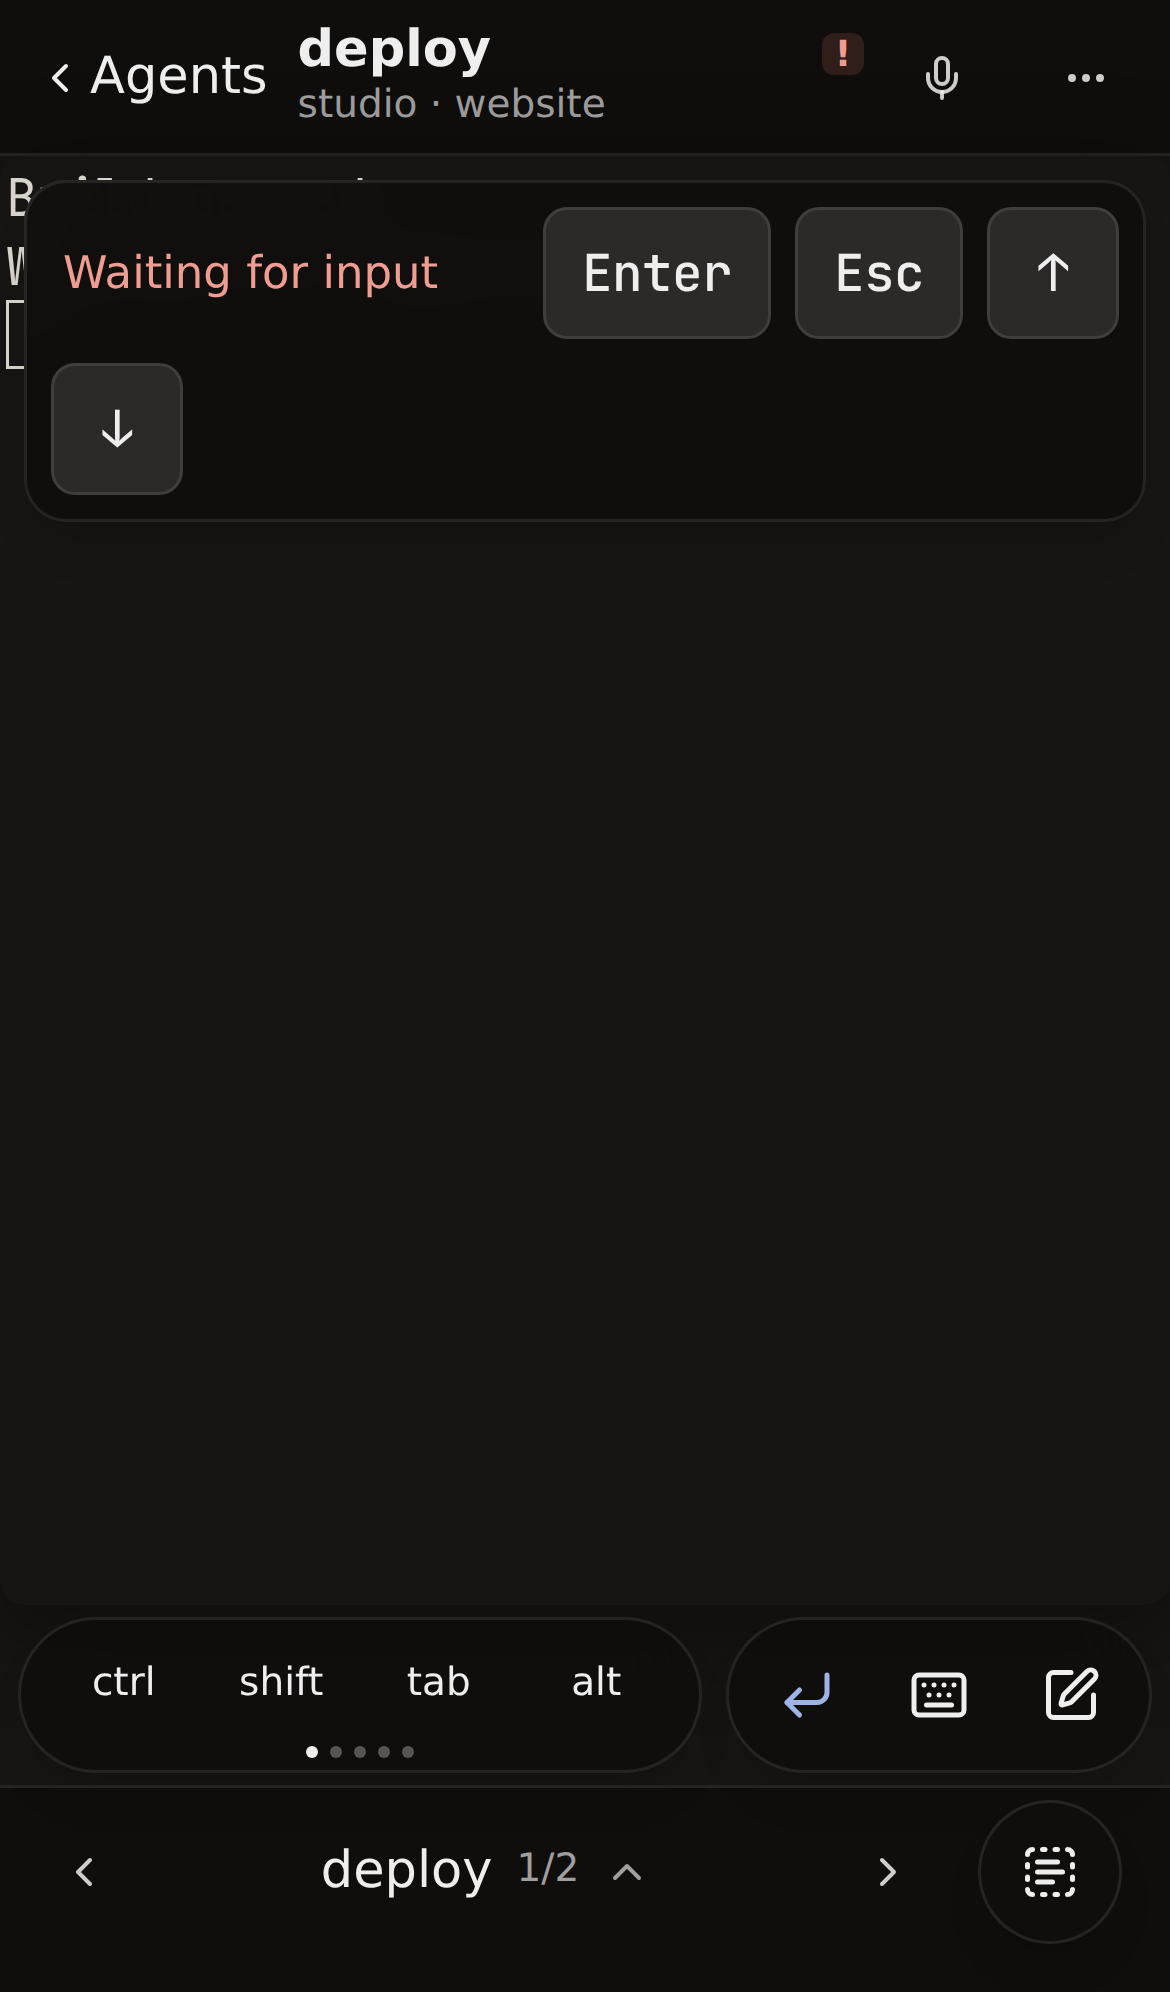 Agents
deploy
!
studio · website
Waiting for input
Enter
Esc
↑
↓
ctrl
shift
tab
alt
deploy 1/2